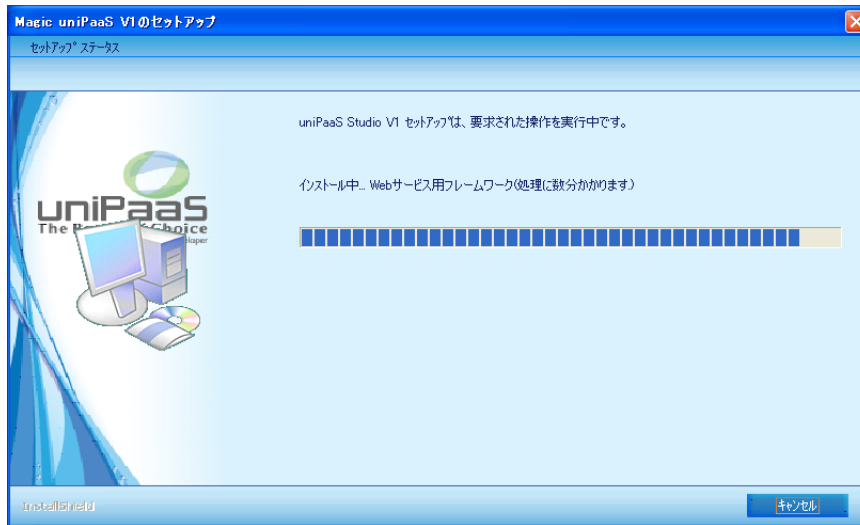 Magic uniPaaS V1のセットアップ
セットアップ ステータス
uniPaaS Studio V1 セットアップは、要求された操作を実行中です。
インストール中... Webサービス用フレームワーク(処理に数分かかります)
uniPaaS
The Power of Choice
InstallShield
キャンセル